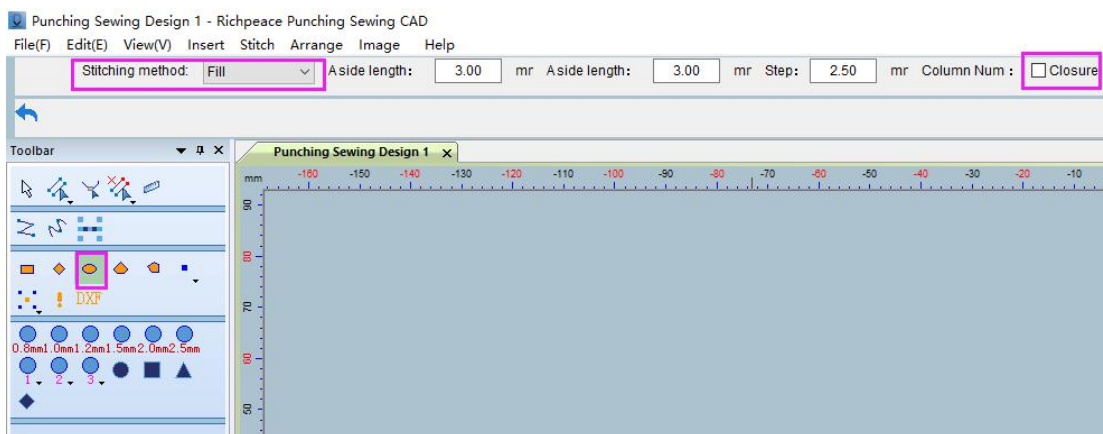 Punching Sewing Design 1 - Richpeace Punching Sewing CAD
File(F) Edit(E) View(V) Insert Stitch Arrange Image Help
Stitching method: Fill Aside length: 3.00 mr Aside length: 3.00 mr Step: 2.50 mr Column Num : Closure
Toolbar
Punching Sewing Design 1
mm -160 -150 -140 -130 -120 -110 -100 -90 -80 -70 -60 -50 -40 -30 -20 -10
90
80
DXF
70
0.8mm 1.0mm 1.2mm 1.5mm 2.0mm 2.5mm
60
1 2 3
50